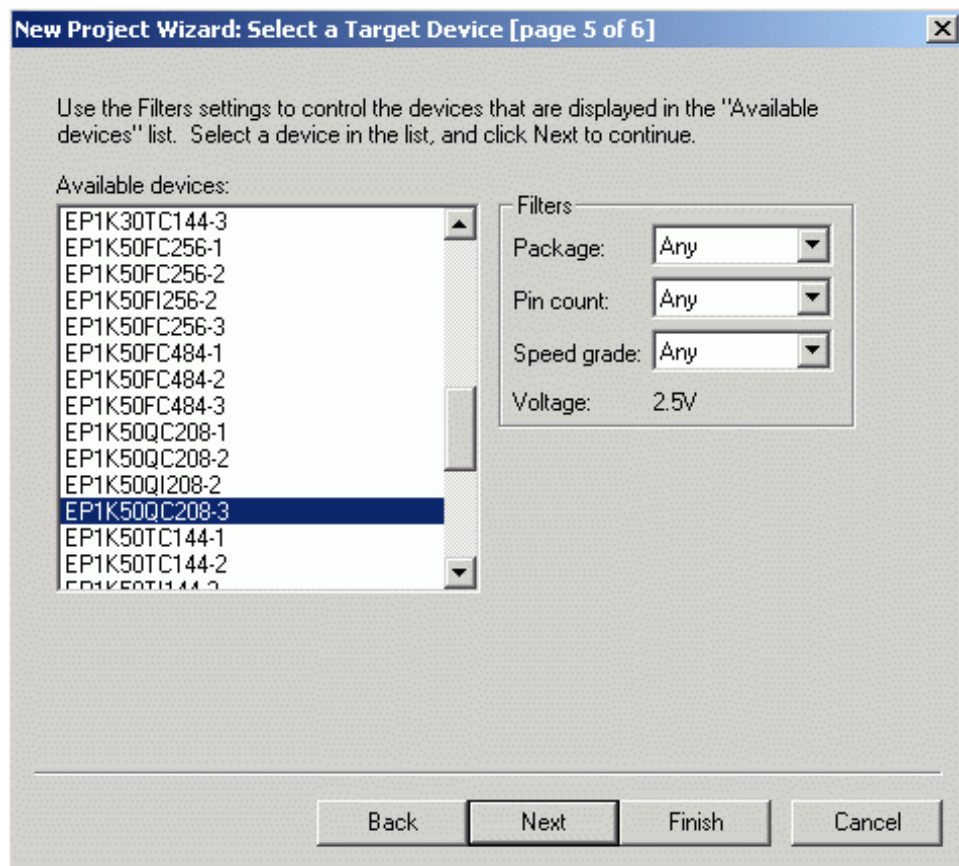 New Project Wizard: Select a Target Device [page 5 of 6]
Use the Filters settings to control the devices that are displayed in the "Available
devices" list. Select a device in the list, and click Next to continue.
Available devices:
EP1K30TC144-3
EP1K50FC256-1
EP1K50FC256-2
EP1K50FI256-2
EP1K50FC256-3
EP1K50FC484-1
EP1K50FC484-2
EP1K50FC484-3
EP1K50QC208-1
EP1K50QC208-2
EP1K50QI208-2
EP1K50QC208-3
EP1K50TC144-1
EP1K50TC144-2
Filters
Package: Any
Pin count: Any
Speed grade: Any
Voltage: 2.5V
Back
Next
Finish
Cancel